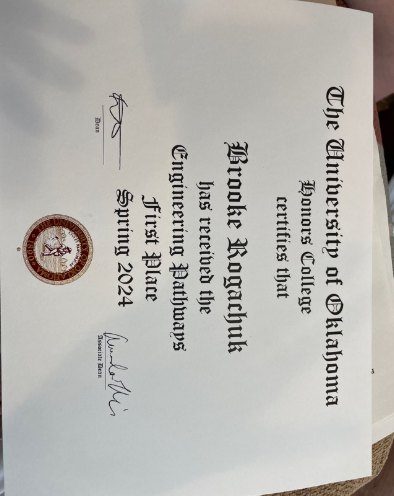 The University of Oklahoma
Honors College
certifies that
Brooke Rogachuk
has received the
Engineering Pathways
First Place
Spring 2024
Dean
Associate Dean